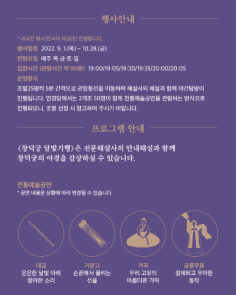 행사안내
* 내국인 행사(한국어 해설)만 진행됩니다.
행사일정 2022. 9. 1.(목) ~ 10.28.(금)
관람요일 매주 목·금·토·일
입장시간 (관람시간 약 90분) 19:00/19:05/19:30/19:35/20:00/20:05
운영방식
조별25명씩 5분 간격으로 관람동선을 이동하며 해설사의 해설과 함께 야간탐방이
진행됩니다. 연경당에서는 2개조 50명이 함께 전통예술공연을 관람하는 방식으로
진행되오니, 조별 선정 시 참고하여 주시기 바랍니다.
프로그램 안내
<창덕궁 달빛기행>은 전문해설사의 안내해설과 함께
창덕궁의 야경을 감상하실 수 있습니다.
전통예술공연
* 공연 내용은 상황에 따라 변경될 수 있습니다.
대금
은은한 달빛 아래
청아한 소리
거문고
손끝에서 울리는
선율
가곡
우리 고유의
아름다운 가락
궁중무용
절제되고 우아한
동작